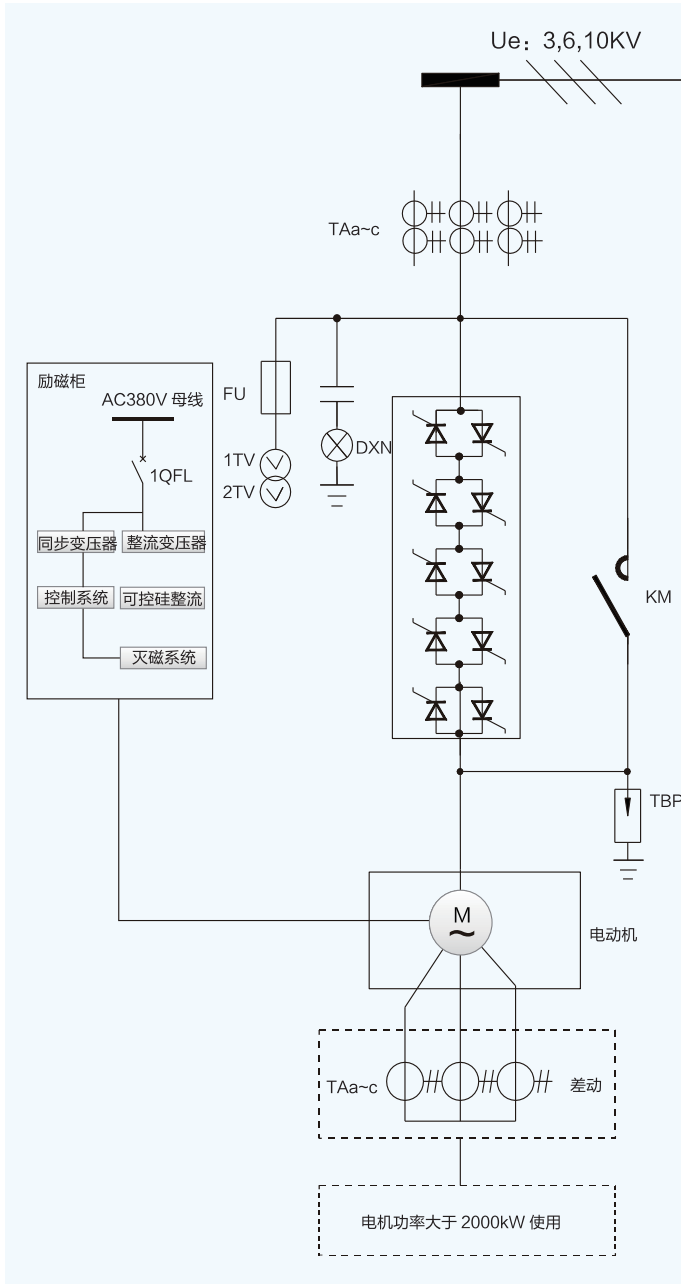 Ue: 3,6,10KV
TAa~c
励磁柜
AC380V 母线
1QFL
同步变压器
整流变压器
控制系统
可控硅整流
灭磁系统
FU
1TV
2TV
DXN
KM
TBP
M
~
电动机
TAa~c
差动
电机功率大于 2000kW 使用